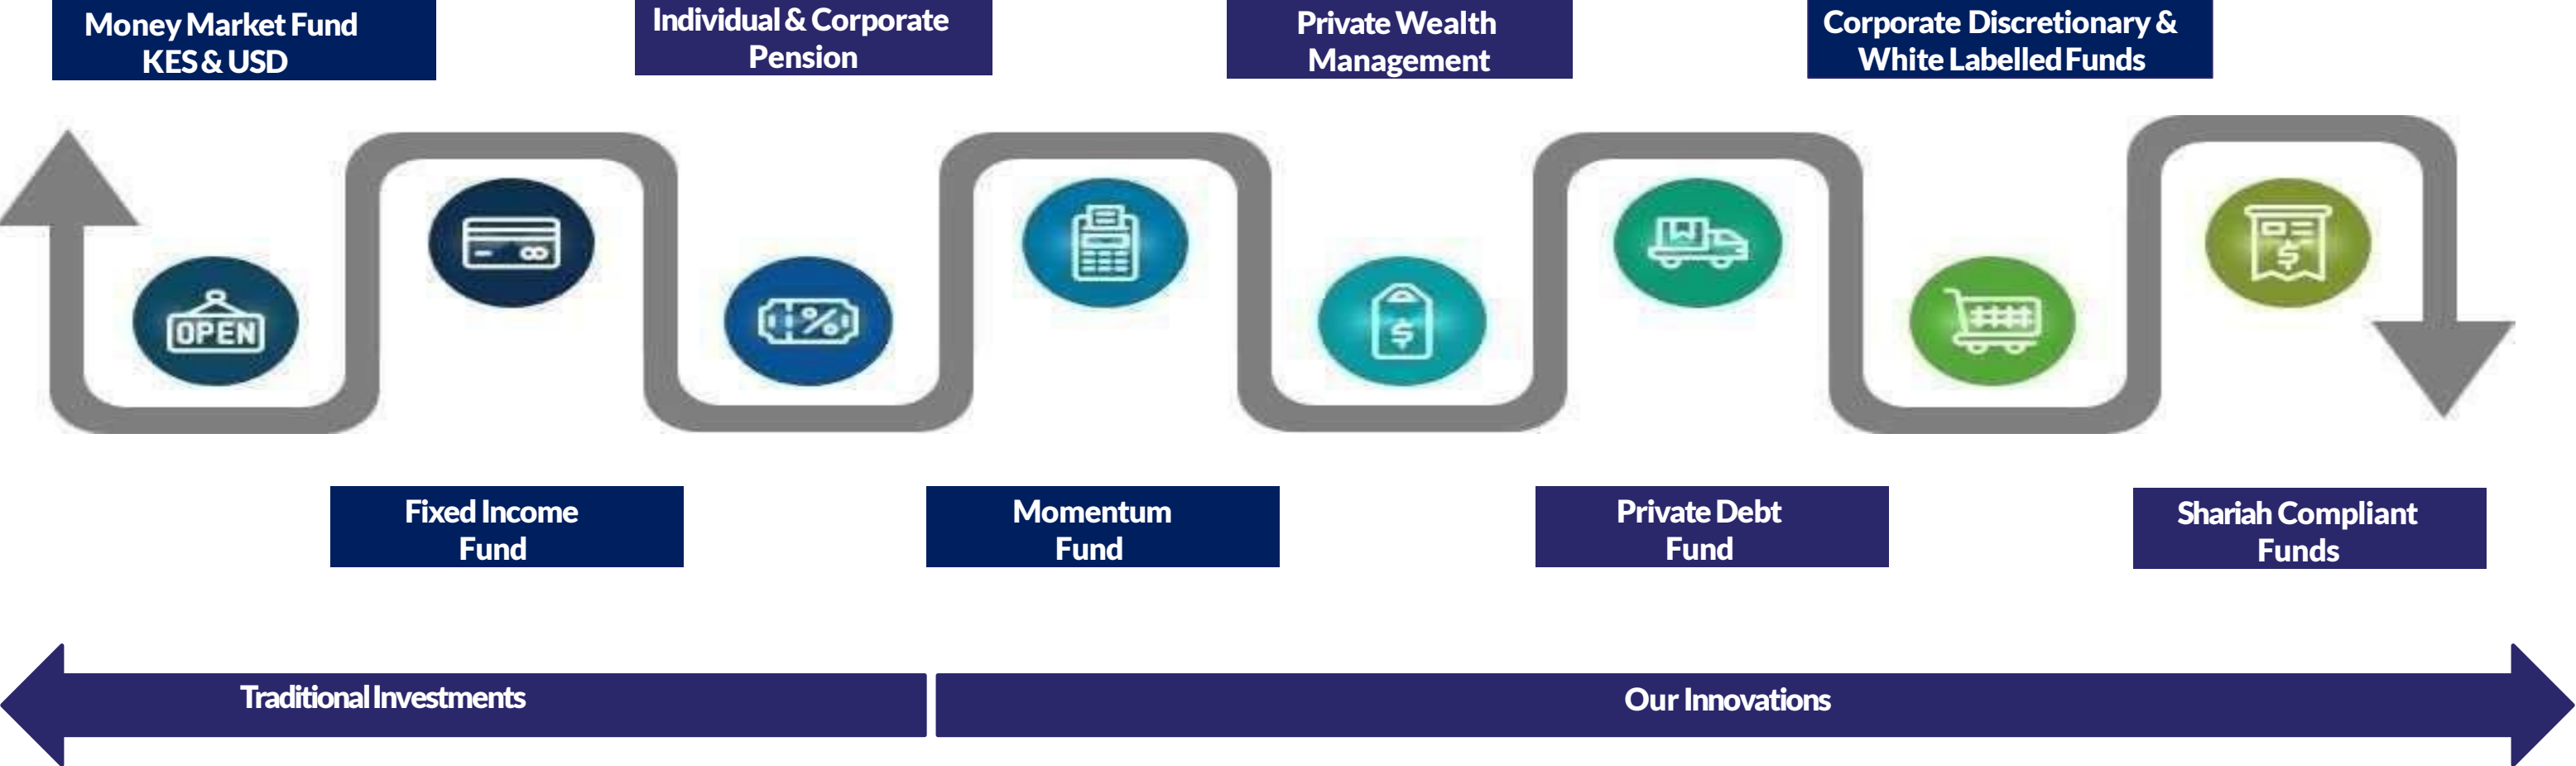 Money Market Fund
KES & USD
Individual & Corporate
Pension
Private Wealth
Management
Corporate Discretionary &
White Labelled Funds
OPEN
%
$
$
Fixed Income
Fund
Momentum
Fund
Private Debt
Fund
Shariah Compliant
Funds
Traditional Investments
Our Innovations